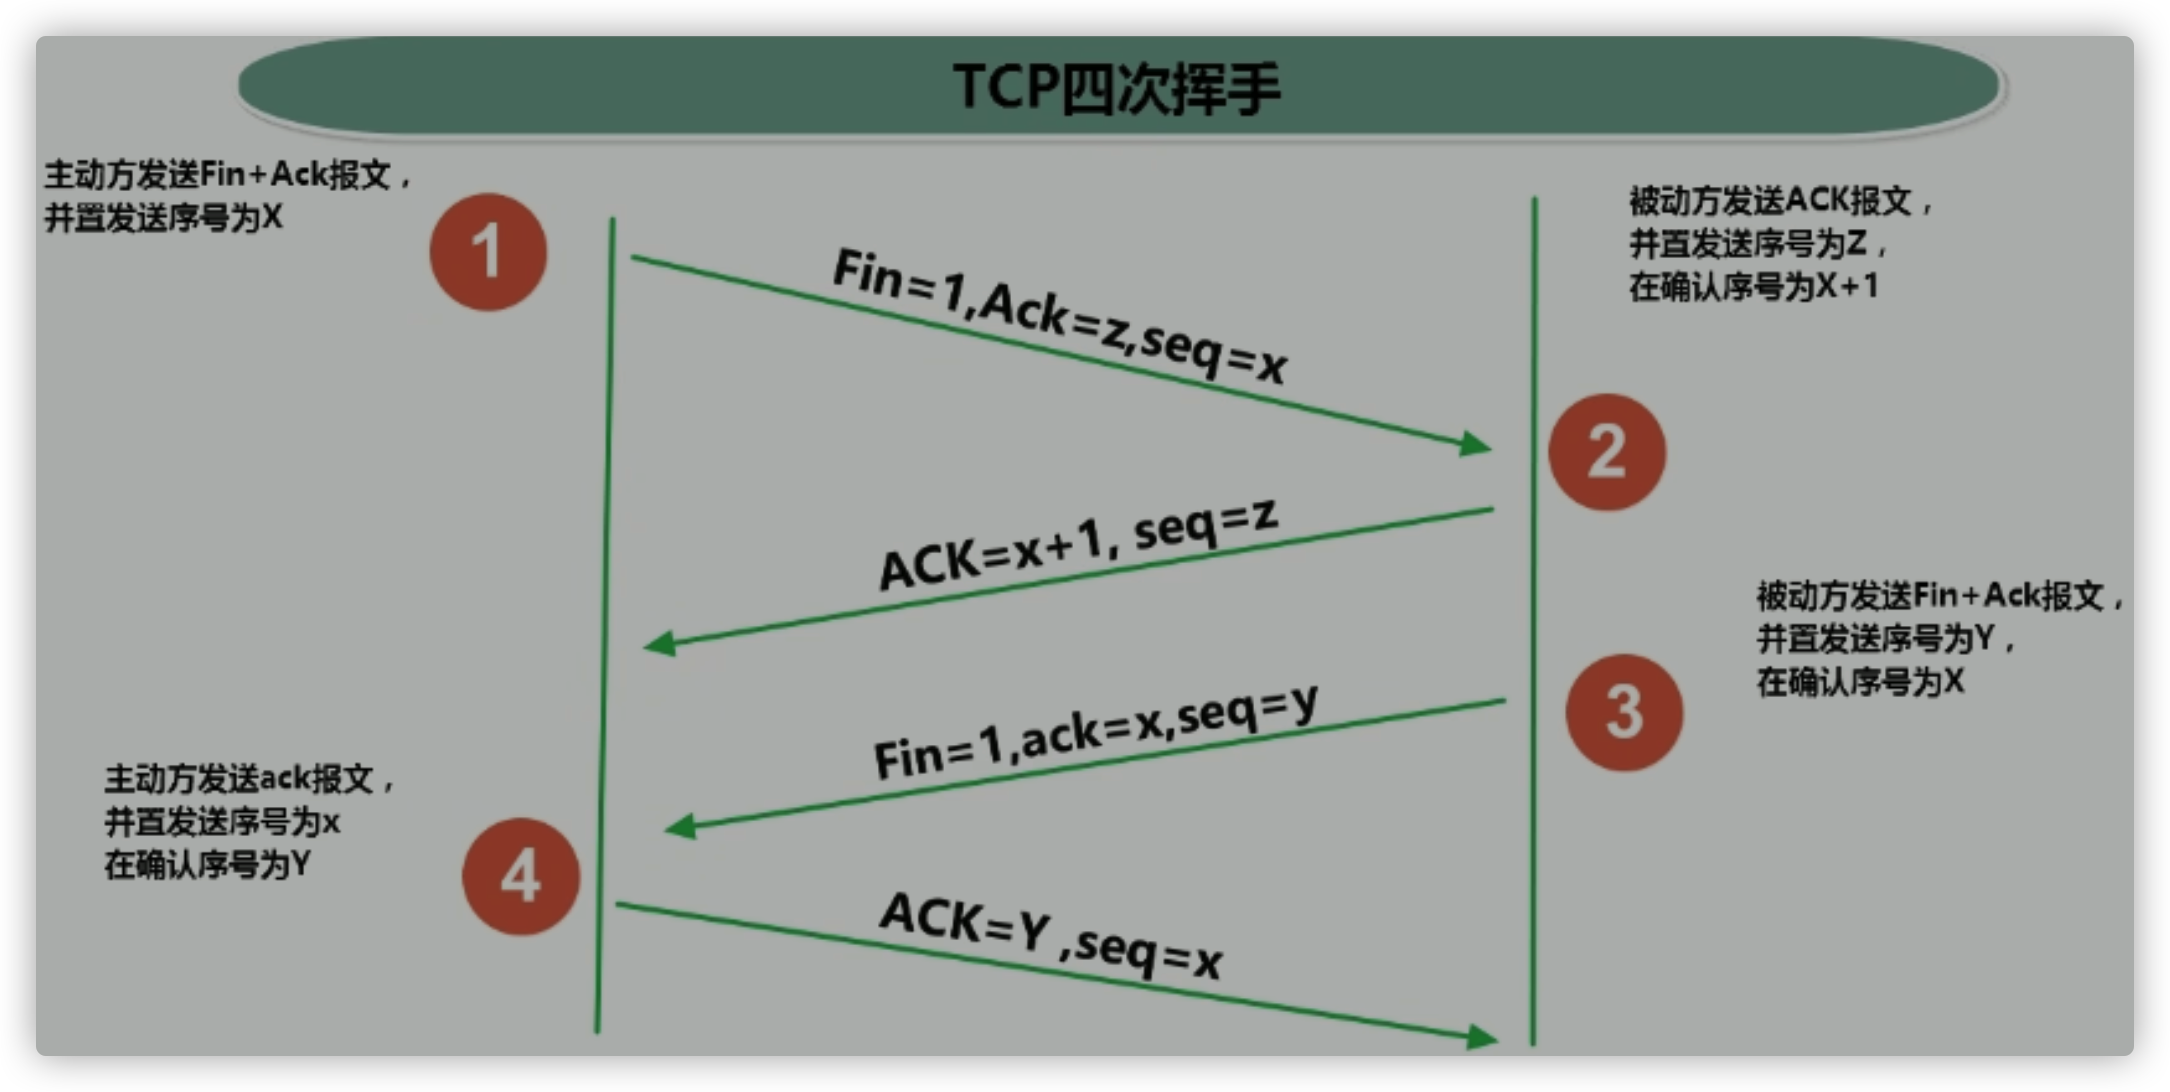 TCP四次挥手
主动方发送Fin+Ack报文，
并置发送序号为X
1
Fin=1,Ack=z,seq=x
被动方发送ACK报文，
并置发送序号为Z，
在确认序号为X+1
2
ACK=x+1, seq=z
被动方发送Fin+Ack报文，
并置发送序号为Y，
在确认序号为X
3
Fin=1,ack=x,seq=y
主动方发送ack报文，
并置发送序号为x
在确认序号为Y
4
ACK=Y ,seq=x